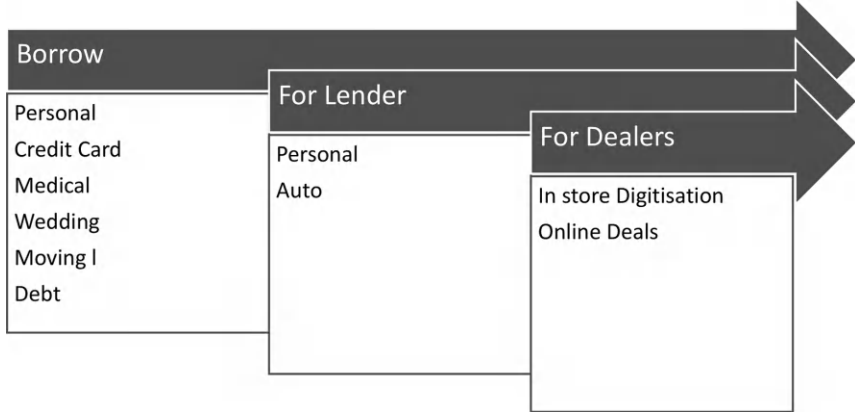 Borrow
Personal
Credit Card
Medical
Wedding
Moving l
Debt
For Lender
Personal
Auto
For Dealers
In store Digitisation
Online Deals